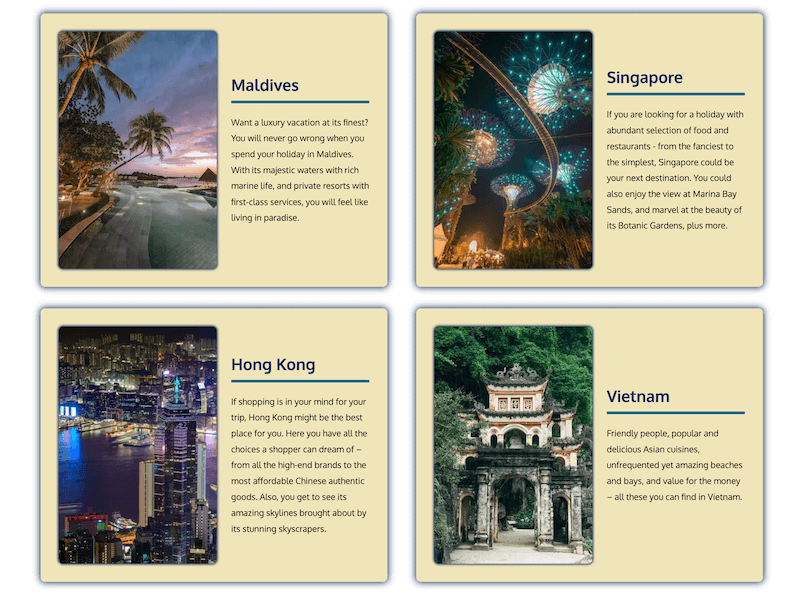 Maldives
Want a luxury vacation at its finest?
You will never go wrong when you
spend your holiday in Maldives.
With its majestic waters with rich
marine life, and private resorts with
first-class services, you will feel like
living in paradise.
Singapore
If you are looking for a holiday with
abundant selection of food and
restaurants - from the fanciest to
the simplest, Singapore could be
your next destination. You could
also enjoy the view at Marina Bay
Sands, and marvel at the beauty of
its Botanic Gardens, plus more.
Hong Kong
If shopping is in your mind for your
trip, Hong Kong might be the best
place for you. Here you have all the
choices a shopper can dream of –
from all the high-end brands to the
most affordable Chinese authentic
goods. Also, you get to see its
amazing skylines brought about by
its stunning skyscrapers.
Vietnam
Friendly people, popular and
delicious Asian cuisines,
unfrequented yet amazing beaches
and bays, and value for the money
– all these you can find in Vietnam.